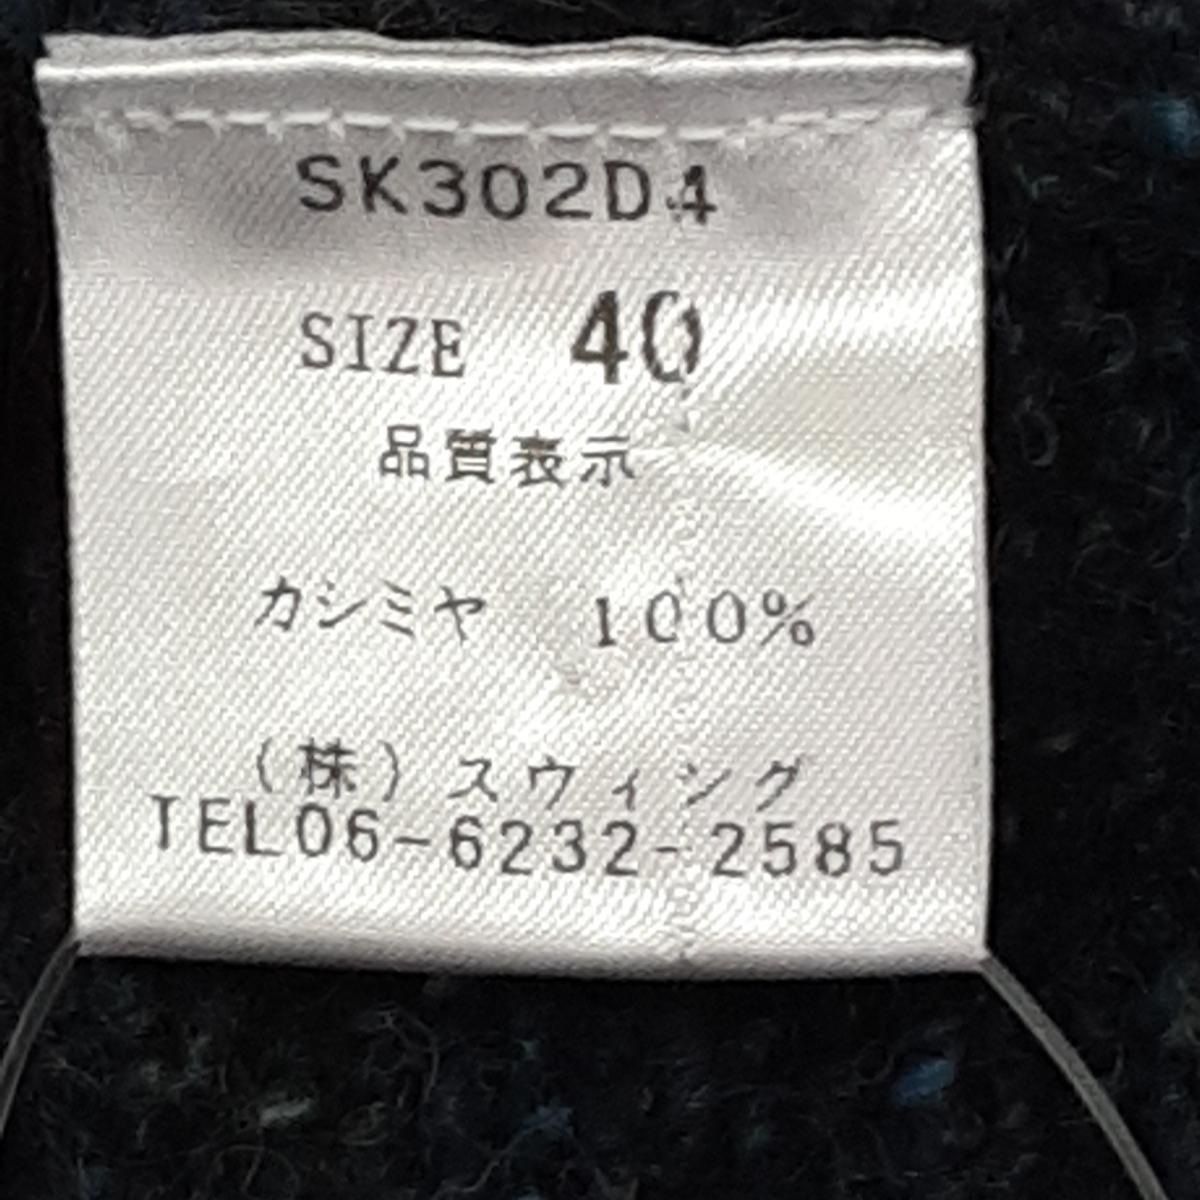 SK302D4
SIZE 40
品質表示
カシミヤ 100%
(株)スウィング
TEL06-6232-2585